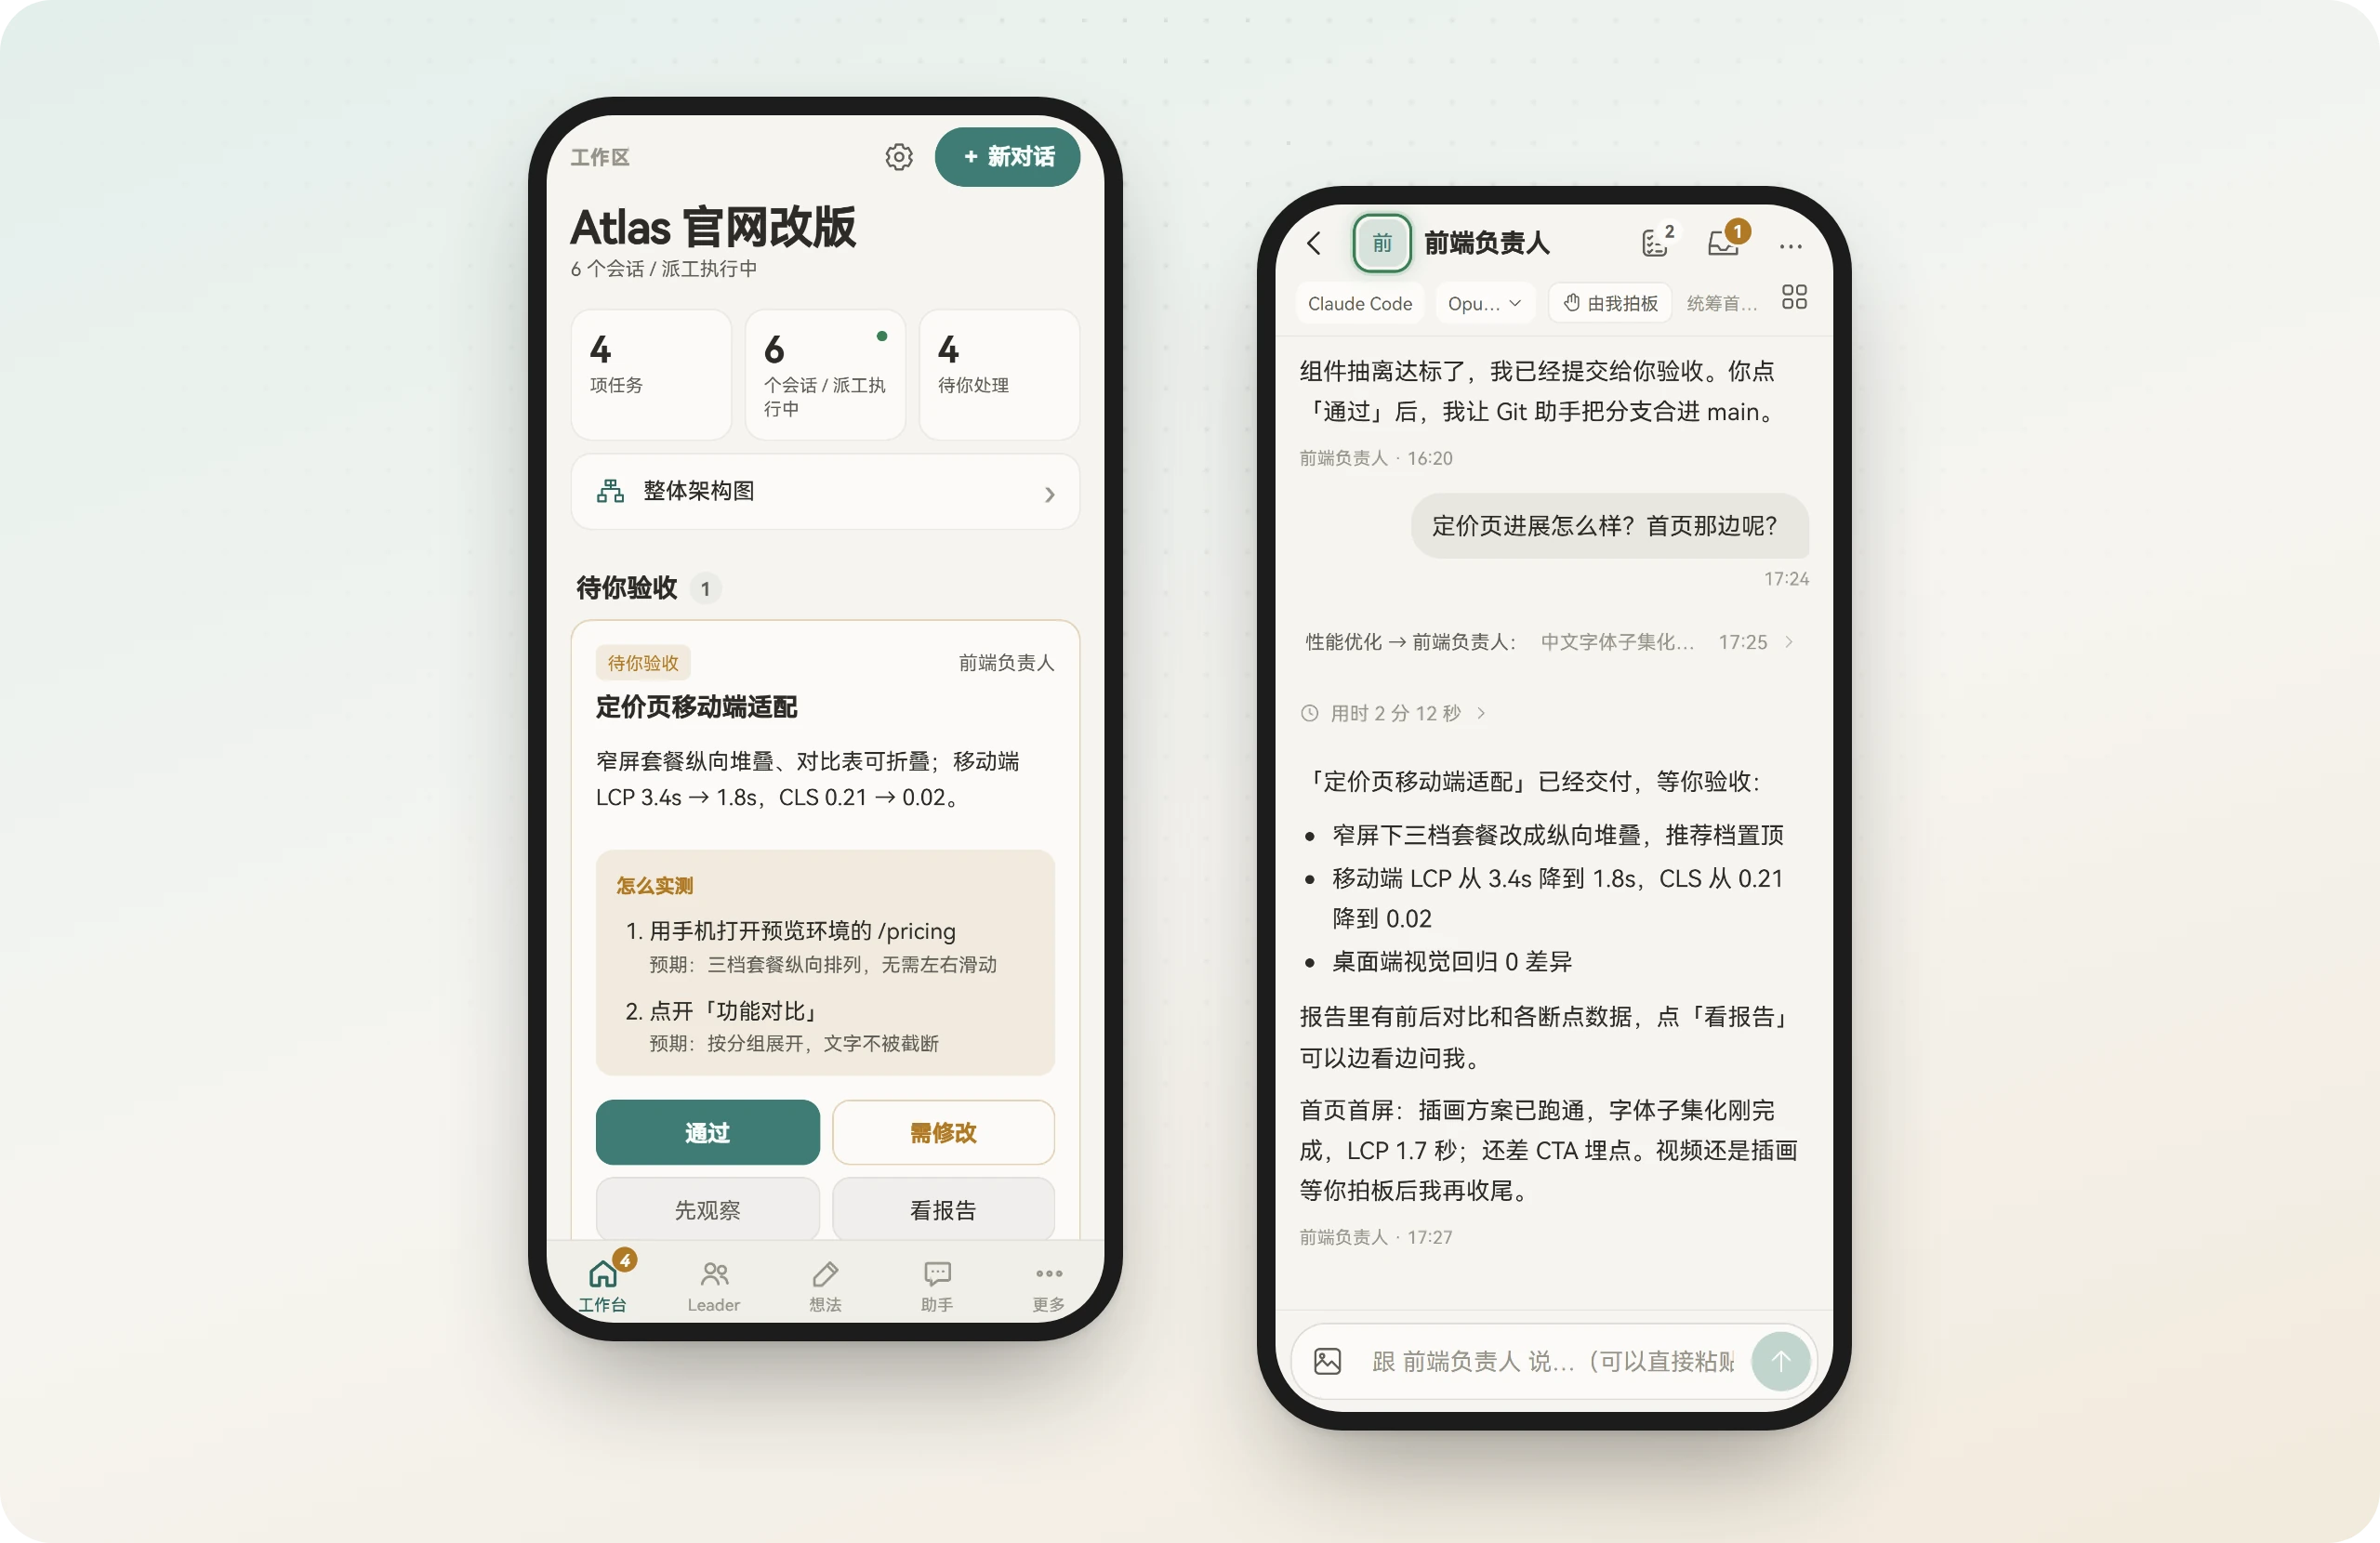 工作区
+ 新对话
Atlas 官网改版
6 个会话 / 派工执行中
4
项任务
6
个会话 / 派工执
行中
4
待你处理
整体架构图
待你验收 1
待你验收
前端负责人
定价页移动端适配
窄屏套餐纵向堆叠、对比表可折叠；移动端
LCP 3.4s → 1.8s，CLS 0.21 → 0.02。
怎么实测
1. 用手机打开预览环境的 /pricing
预期：三档套餐纵向排列，无需左右滑动
2. 点开「功能对比」
预期：按分组展开，文字不被截断
通过
需修改
先观察
看报告
4
工作台
Leader
想法
助手
更多
前
前端负责人
2
1
...
Claude Code
Opu...
由我拍板
统筹首...
组件抽离达标了，我已经提交给你验收。你点
「通过」后，我让 Git 助手把分支合进 main。
前端负责人 · 16:20
定价页进展怎么样？首页那边呢？
17:24
性能优化 → 前端负责人： 中文字体子集化... 17:25
用时 2 分 12 秒
「定价页移动端适配」已经交付，等你验收：
• 窄屏下三档套餐改成纵向堆叠，推荐档置顶
• 移动端 LCP 从 3.4s 降到 1.8s，CLS 从 0.21
降到 0.02
• 桌面端视觉回归 0 差异
报告里有前后对比和各断点数据，点「看报告」
可以边看边问我。
首页首屏：插画方案已跑通，字体子集化刚完
成，LCP 1.7 秒；还差 CTA 埋点。视频还是插画
等你拍板后我再收尾。
前端负责人 · 17:27
跟 前端负责人 说...（可以直接粘贴